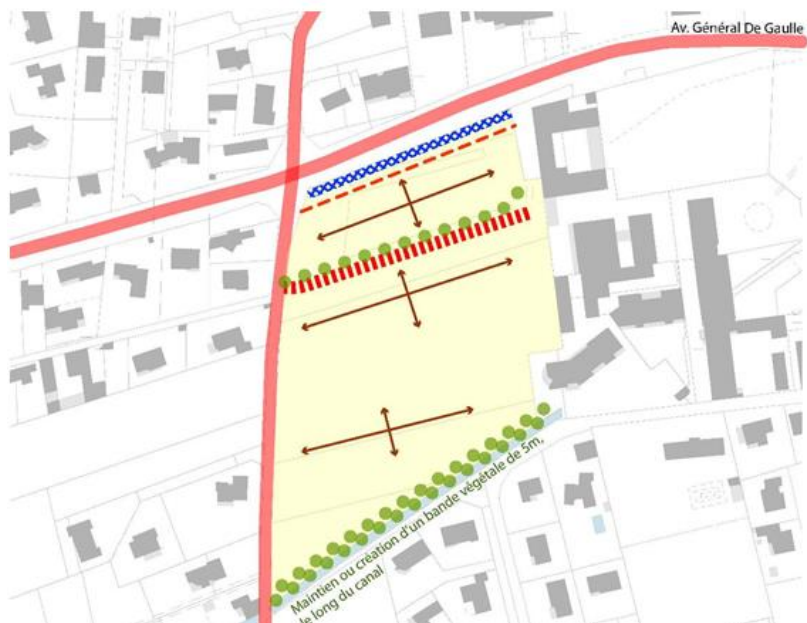 Av. Général De Gaulle
Maintien ou création d'un bande végétale de 5m,
le long du canal